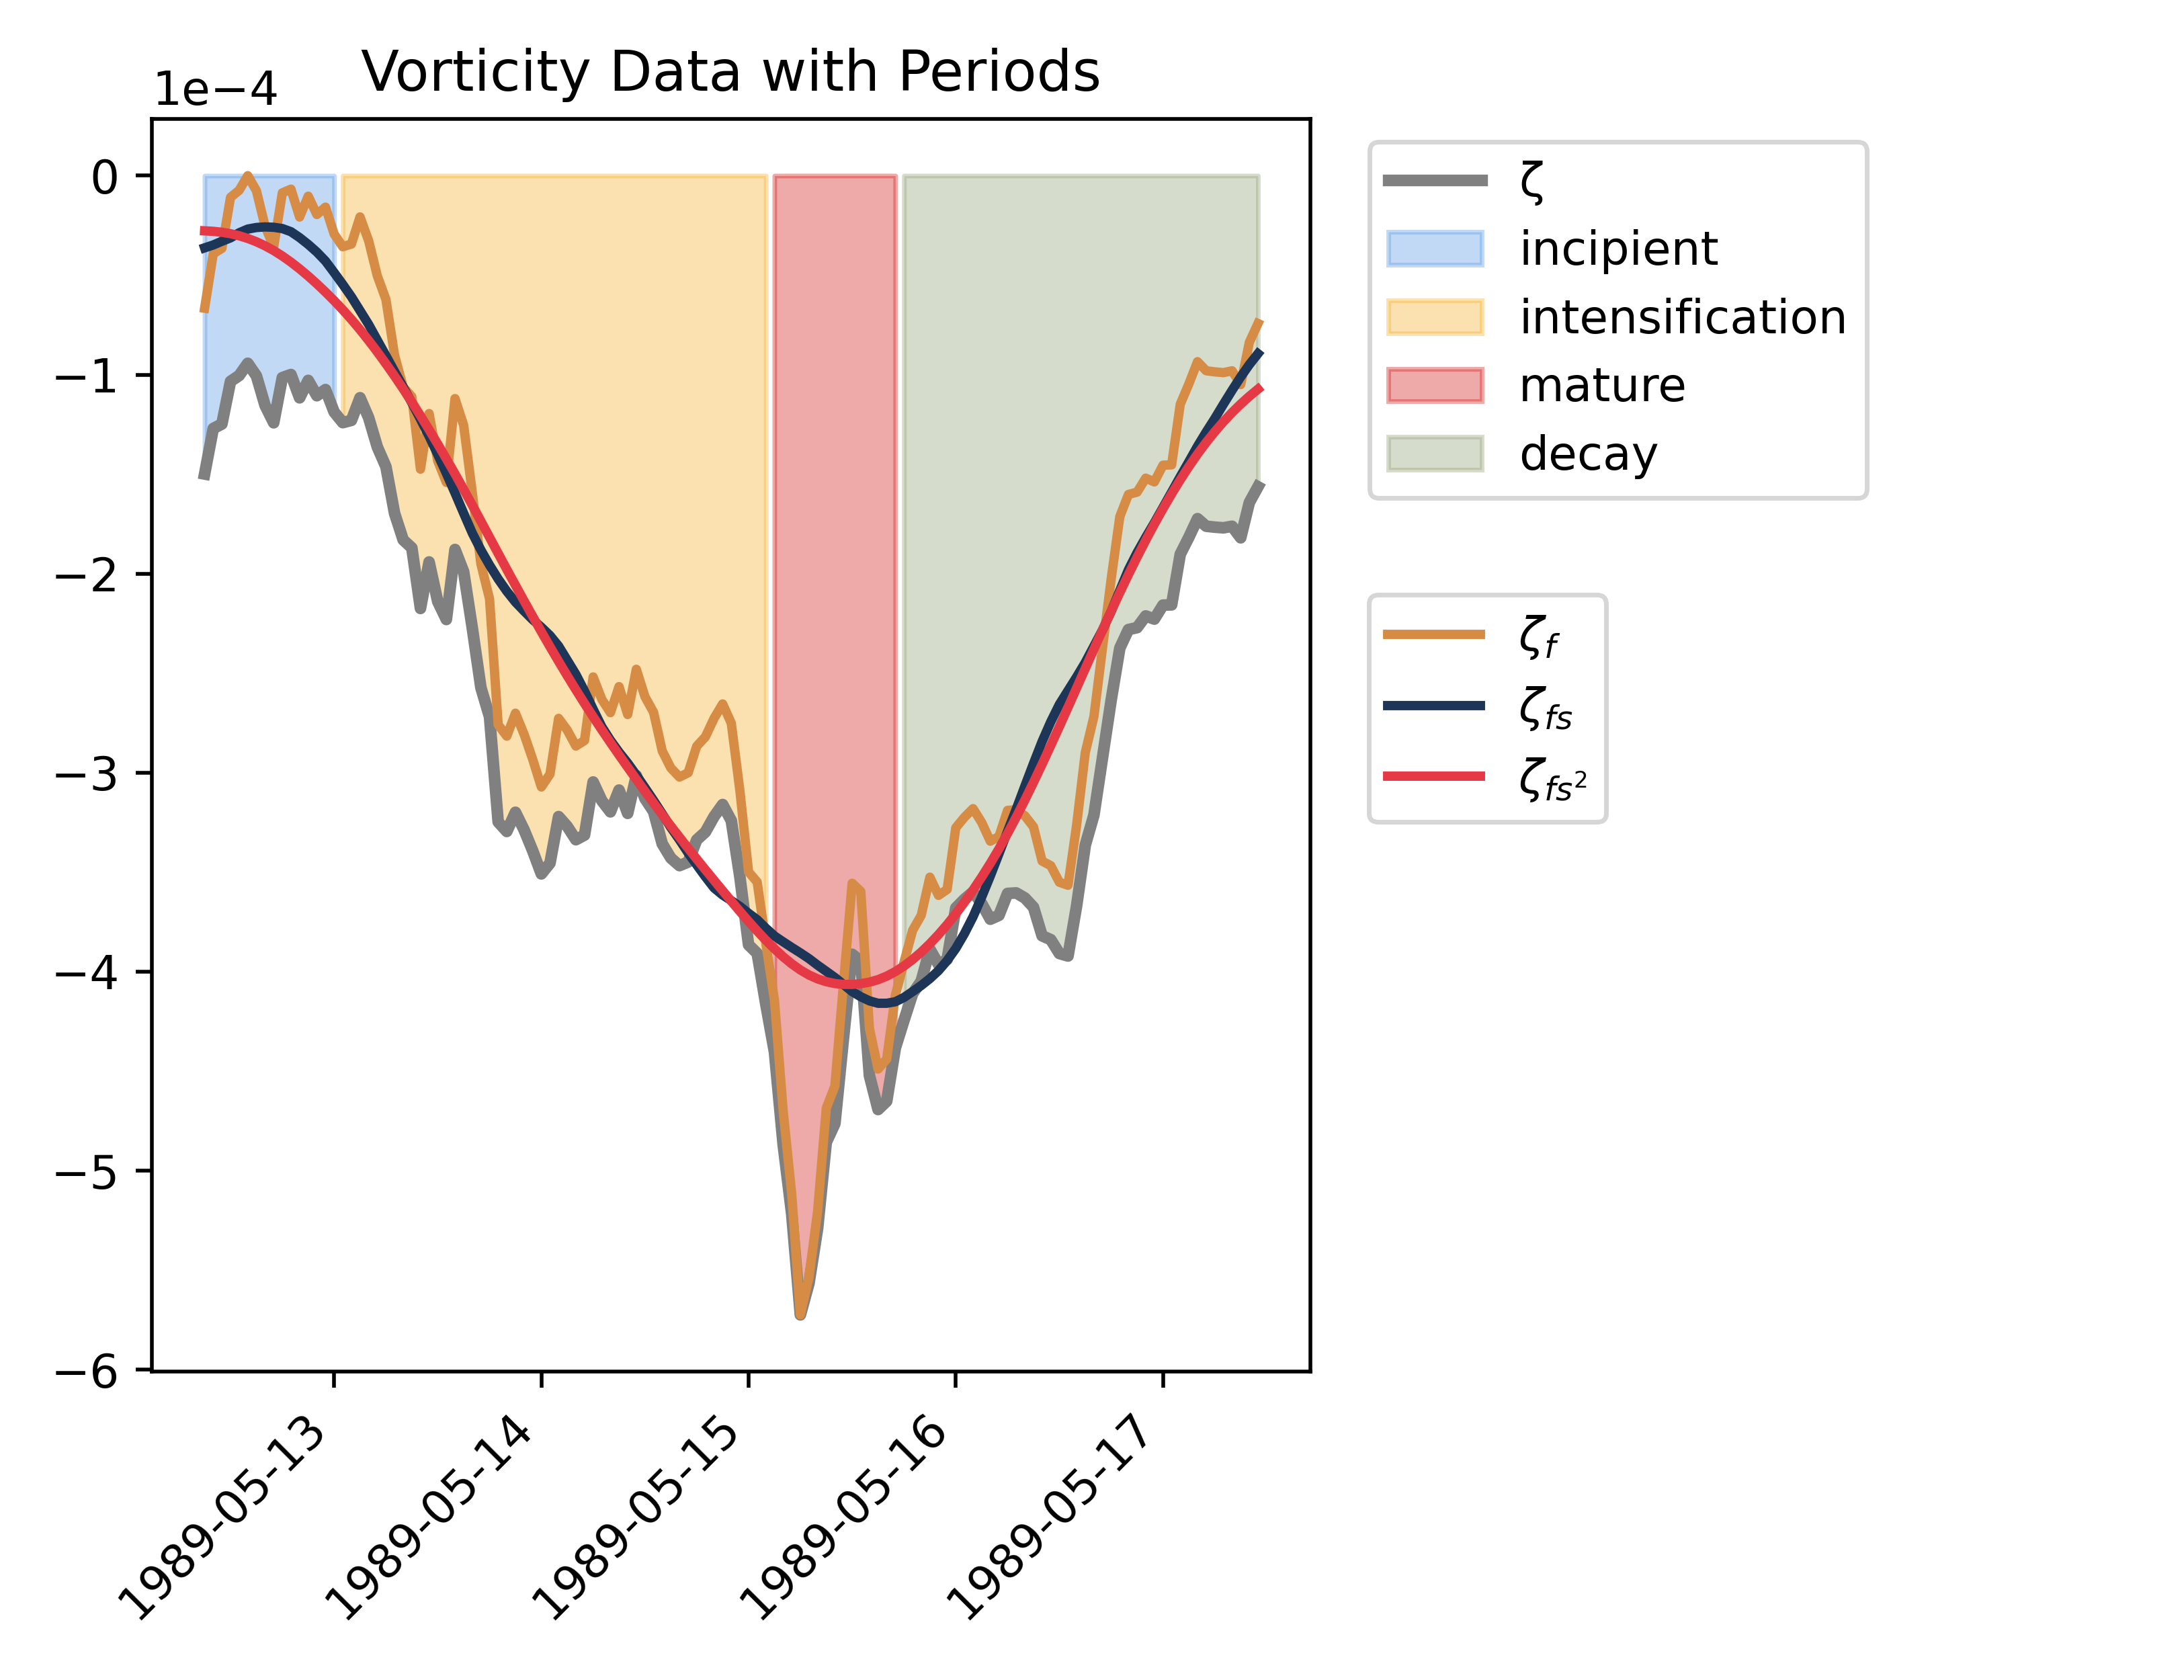 Vorticity Data with Periods
1e−4
0
−1
−2
−3
−4
−5
−6
1989-05-13
1989-05-14
1989-05-15
1989-05-16
1989-05-17
ζ
incipient
intensification
mature
decay
ζ_f
ζ_fs
ζ_fs²